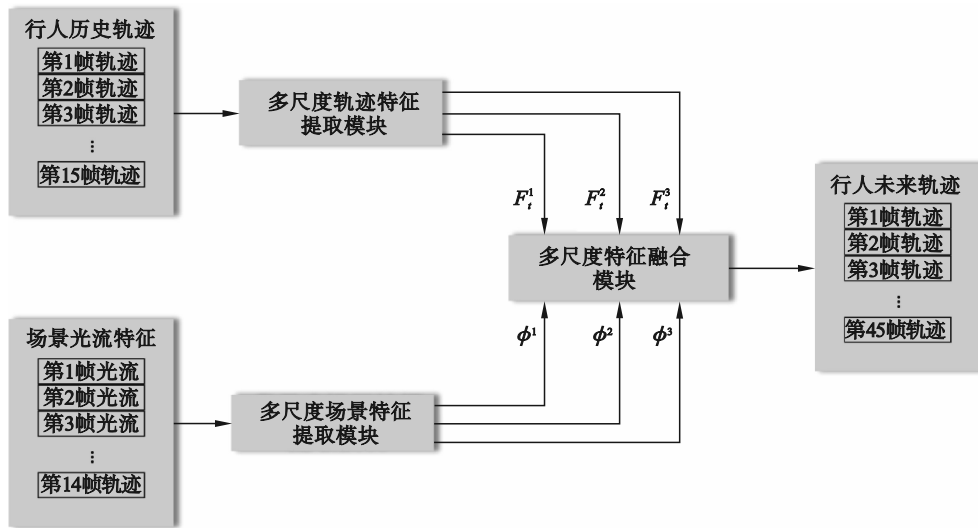 行人历史轨迹
第1帧轨迹
第2帧轨迹
第3帧轨迹
⋮
第15帧轨迹
多尺度轨迹特征
提取模块
F_t^1
F_t^2
F_t^3
多尺度特征融合
模块
ϕ^1
ϕ^2
ϕ^3
场景光流特征
第1帧光流
第2帧光流
第3帧光流
⋮
第14帧轨迹
多尺度场景特征
提取模块
行人未来轨迹
第1帧轨迹
第2帧轨迹
第3帧轨迹
⋮
第45帧轨迹